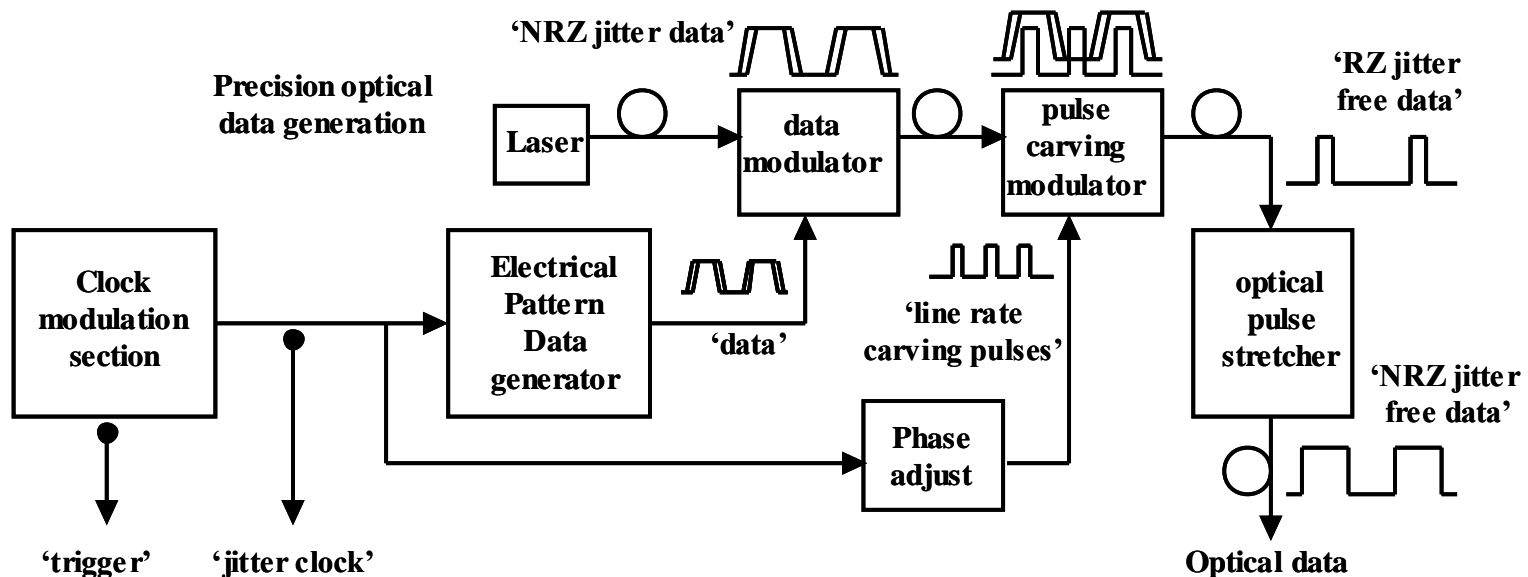 ‘NRZ jitter data’
‘RZ jitter
free data’
Precision optical
data generation
Laser
data
modulator
pulse
carving
modulator
Clock
modulation
section
Electrical
Pattern
Data
generator
‘data’
‘line rate
carving pulses’
optical
pulse
stretcher
‘NRZ jitter
free data’
Phase
adjust
‘trigger’
‘jitter clock’
Optical data